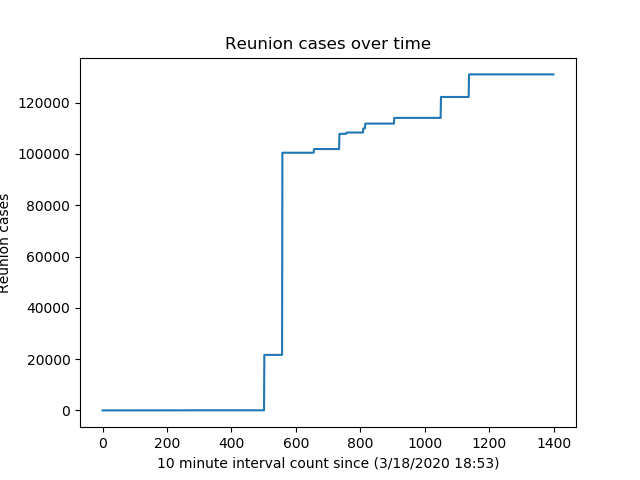 Reunion cases over time
120000
100000
80000
60000
40000
20000
0
Reunion cases
0 200 400 600 800 1000 1200 1400
10 minute interval count since (3/18/2020 18:53)